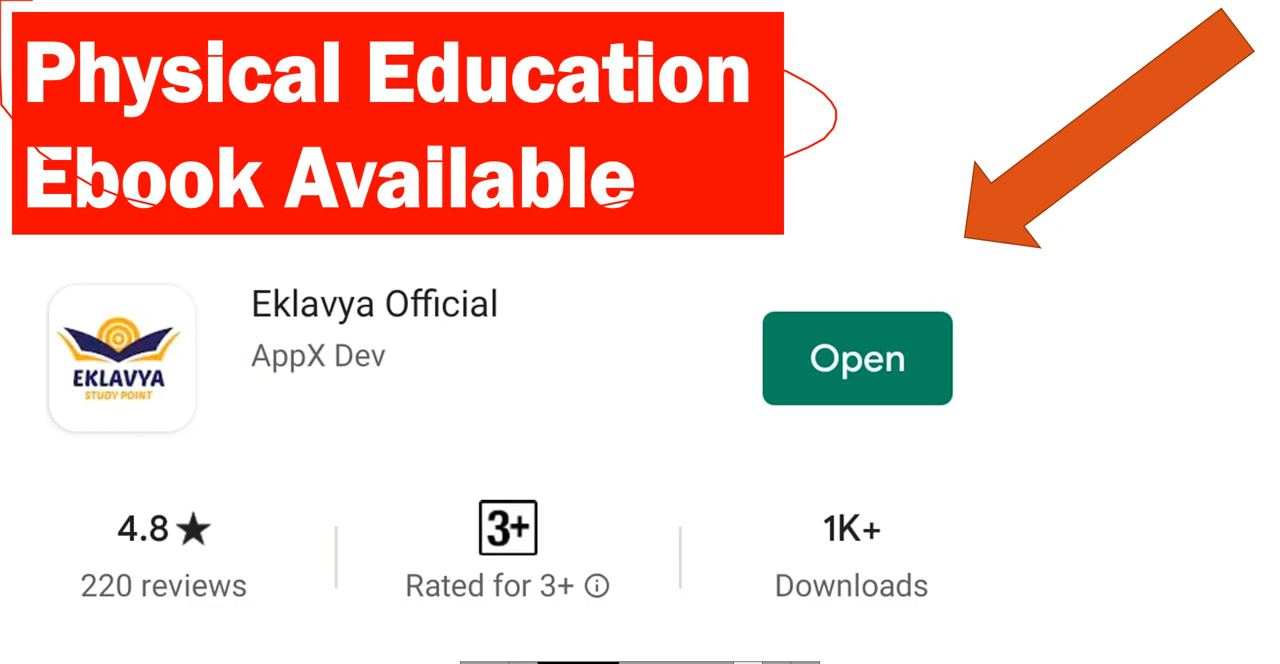 Physical Education
Ebook Available
Eklavya Official
AppX Dev
Open
EKLAVYA
STUDY POINT
4.8★
220 reviews
3+
Rated for 3+
1K+
Downloads